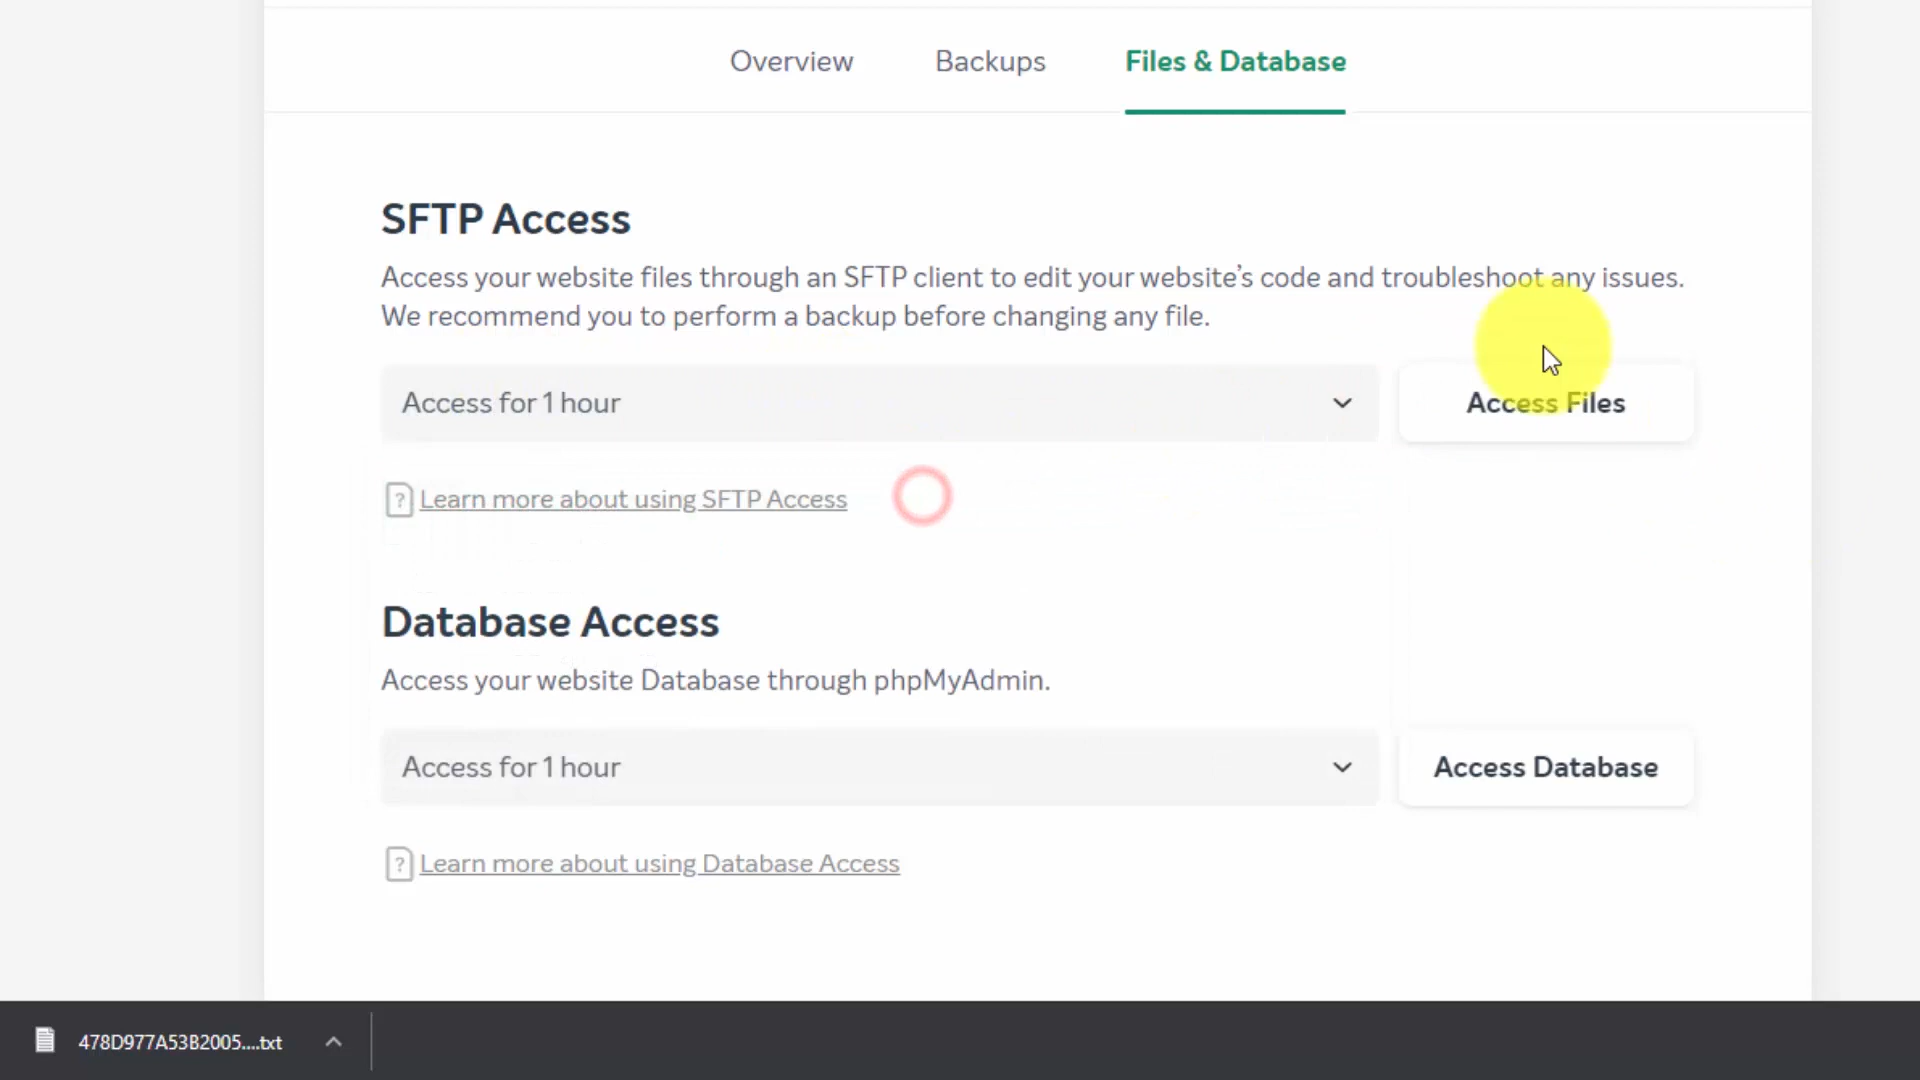 Overview Backups Files & Database
SFTP Access
Access your website files through an SFTP client to edit your website’s code and troubleshoot any issues.
We recommend you to perform a backup before changing any file.
Access for 1 hour Access Files
? Learn more about using SFTP Access
Database Access
Access your website Database through phpMyAdmin.
Access for 1 hour Access Database
? Learn more about using Database Access
478D977A53B2005....txt